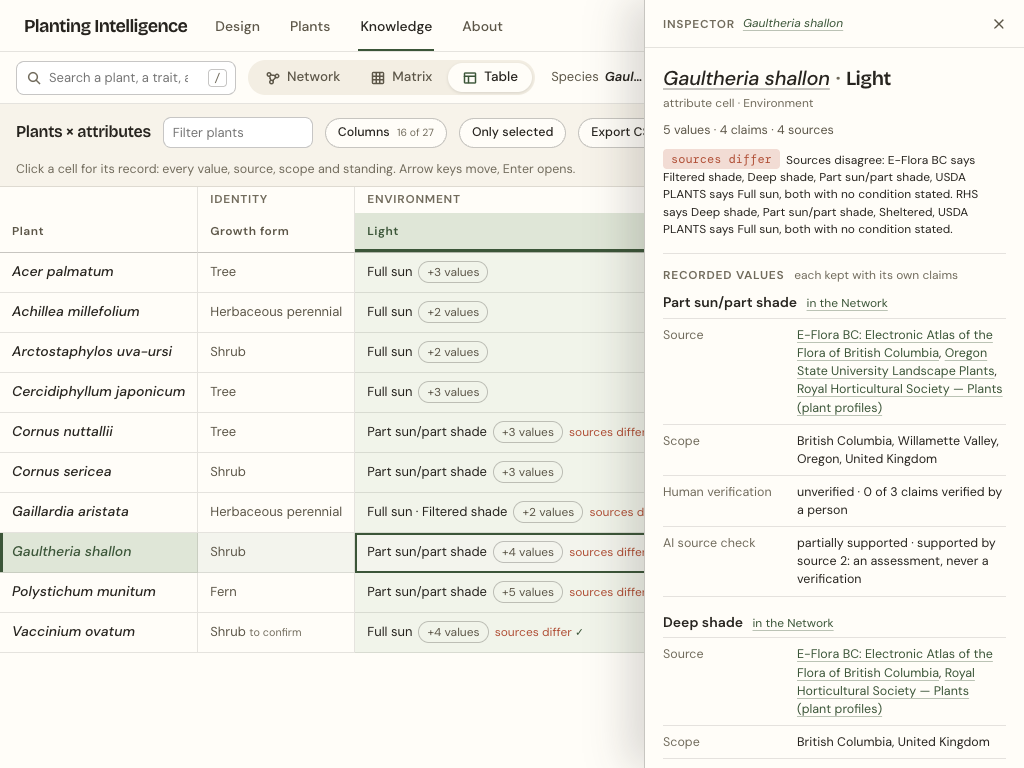 Planting Intelligence
Design
Plants
Knowledge
About
Search a plant, a trait, a
/
Network
Matrix
Table
Species Gaul…
Plants × attributes
Filter plants
Columns 16 of 27
Only selected
Export C
Click a cell for its record: every value, source, scope and standing. Arrow keys move, Enter opens.
IDENTITY
ENVIRONMENT
Plant
Growth form
Light
Acer palmatum
Tree
Full sun +3 values
Achillea millefolium
Herbaceous perennial
Full sun +2 values
Arctostaphylos uva-ursi
Shrub
Full sun +2 values
Cercidiphyllum japonicum
Tree
Full sun +3 values
Cornus nuttallii
Tree
Part sun/part shade +3 values sources differ
Cornus sericea
Shrub
Part sun/part shade +3 values
Gaillardia aristata
Herbaceous perennial
Full sun · Filtered shade +2 values sources d
Gaultheria shallon
Shrub
Part sun/part shade +4 values sources differ
Polystichum munitum
Fern
Part sun/part shade +5 values sources differ
Vaccinium ovatum
Shrub to confirm
Full sun +4 values sources differ ✓
INSPECTOR Gaultheria shallon
Gaultheria shallon · Light
attribute cell · Environment
5 values · 4 claims · 4 sources
sources differ Sources disagree: E-Flora BC says
Filtered shade, Deep shade, Part sun/part shade, USDA
PLANTS says Full sun, both with no condition stated. RHS
says Deep shade, Part sun/part shade, Sheltered, USDA
PLANTS says Full sun, both with no condition stated.
RECORDED VALUES each kept with its own claims
Part sun/part shade in the Network
Source
E-Flora BC: Electronic Atlas of the
Flora of British Columbia, Oregon
State University Landscape Plants,
Royal Horticultural Society — Plants
(plant profiles)
Scope
British Columbia, Willamette Valley,
Oregon, United Kingdom
Human verification
unverified · 0 of 3 claims verified by
a person
AI source check
partially supported · supported by
source 2: an assessment, never a
verification
Deep shade in the Network
Source
E-Flora BC: Electronic Atlas of the
Flora of British Columbia, Royal
Horticultural Society — Plants
(plant profiles)
Scope
British Columbia, United Kingdom